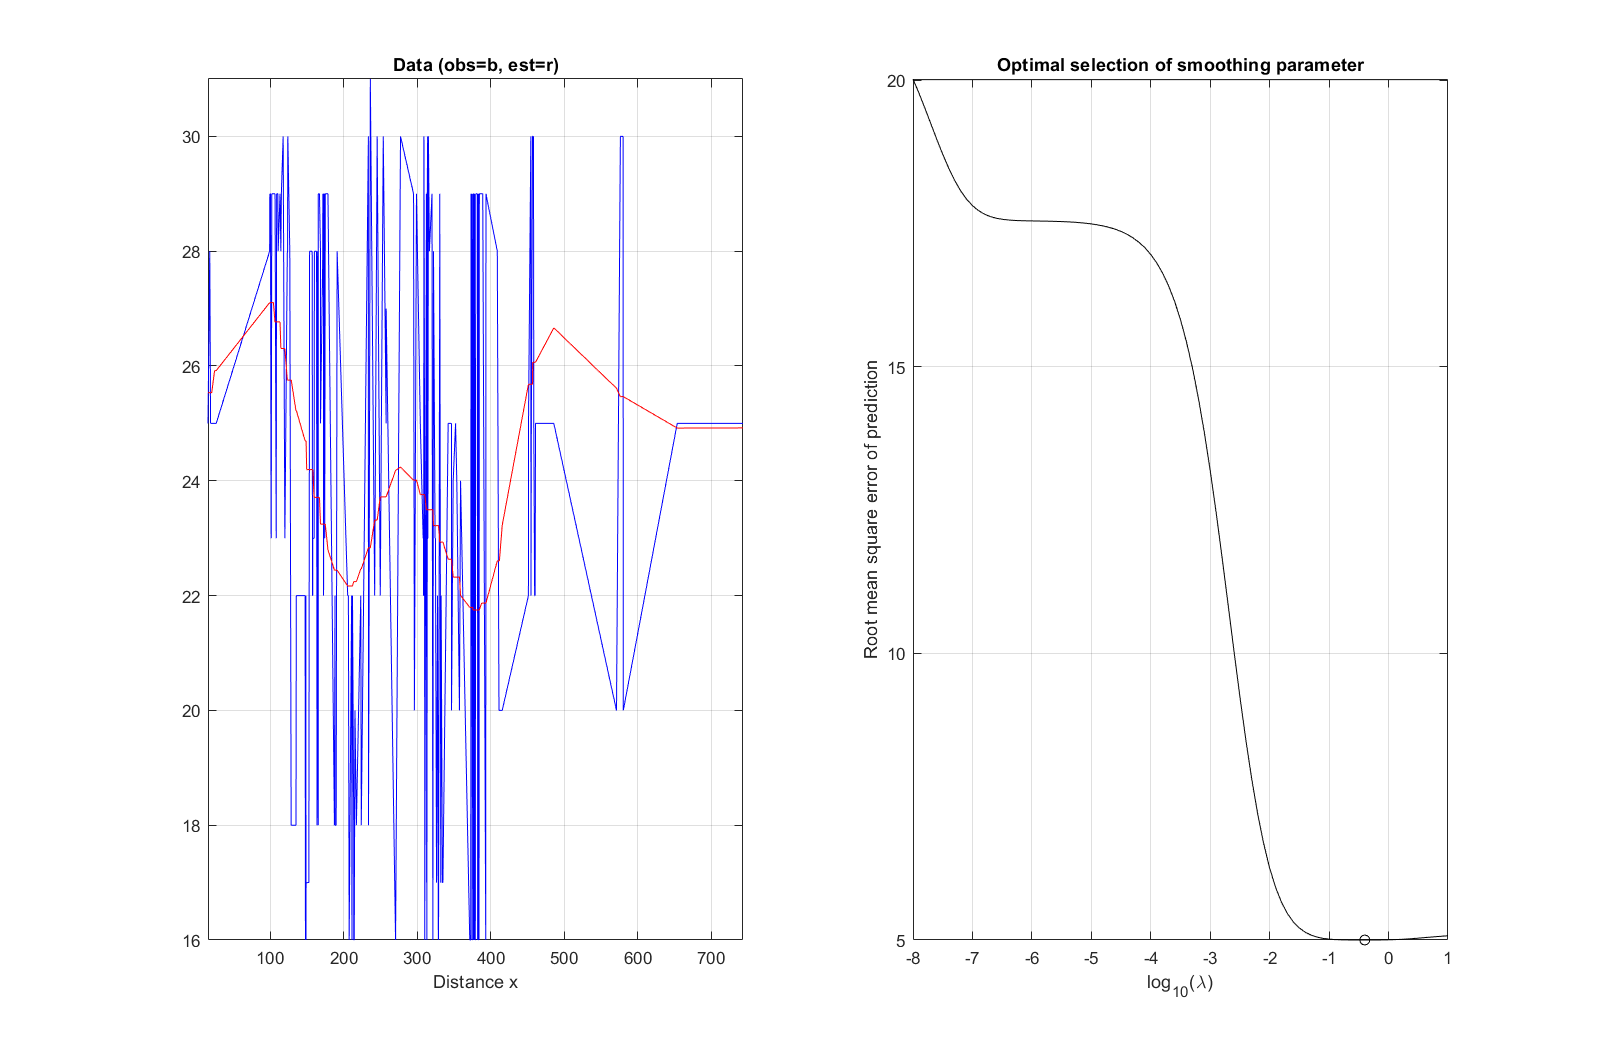 Data (obs=b, est=r)
30
28
26
24
22
20
18
16
100 200 300 400 500 600 700
Distance x
Optimal selection of smoothing parameter
Root mean square error of prediction
20
15
10
5
-8 -7 -6 -5 -4 -3 -2 -1 0 1
log10(λ)